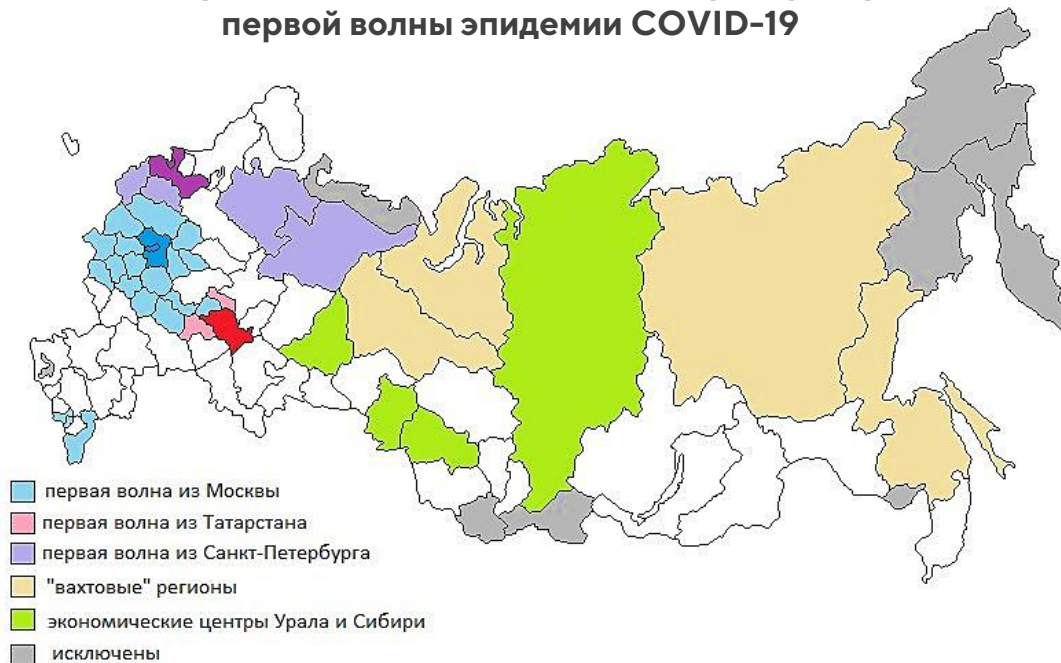 первой волны эпидемии COVID-19
первая волна из Москвы
первая волна из Татарстана
первая волна из Санкт-Петербурга
"вахтовые" регионы
экономические центры Урала и Сибири
исключены